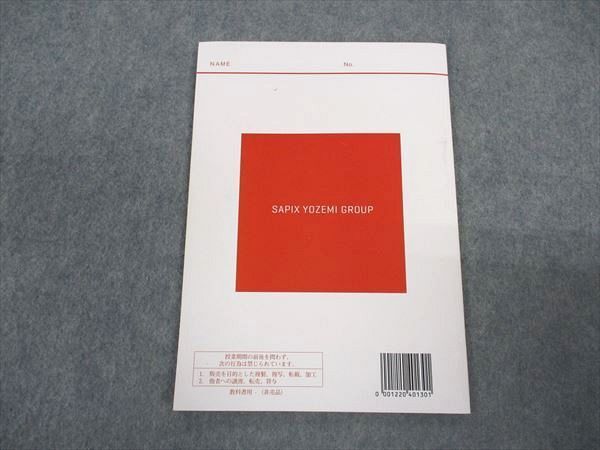 NAME No.
SAPIX YOZEMI GROUP
授業期間の前後を問わず、
次の行為は禁じられています。
1. 販売を目的とした複製、複写、転載、加工
2. 他者への譲渡、転売、貸与
教科書用 - (非売品)
0 001220 401301